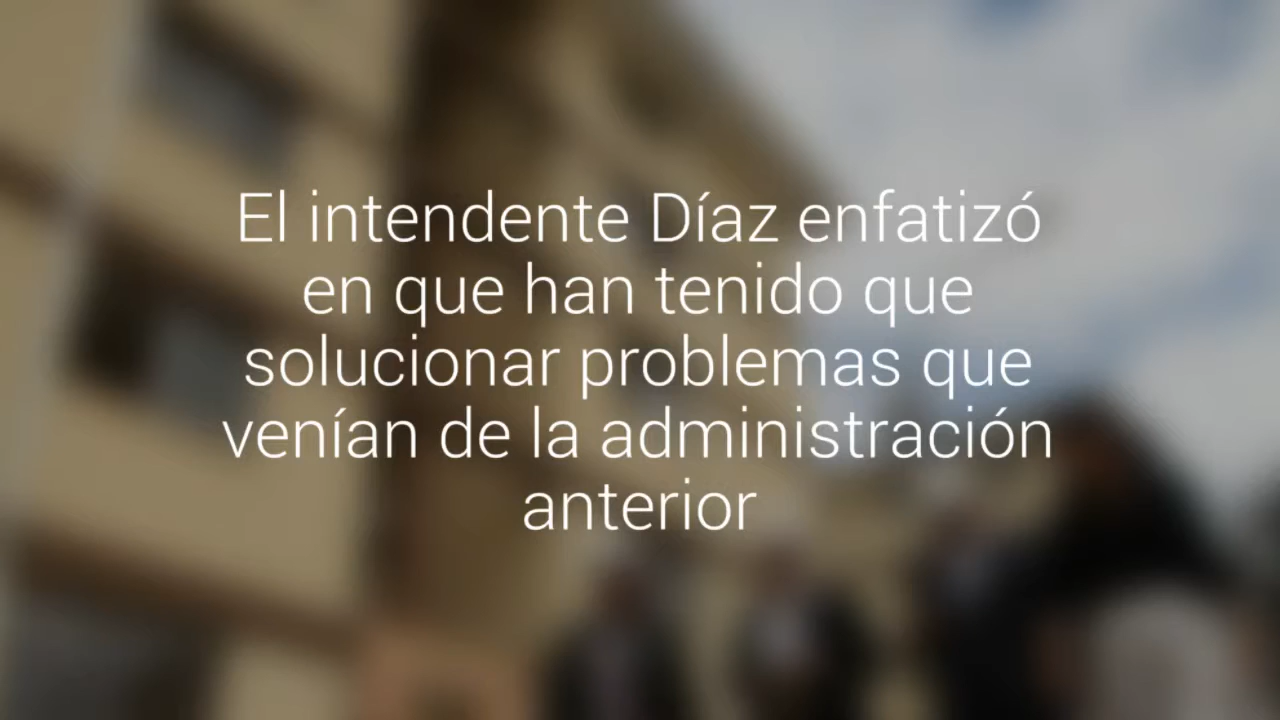 El intendente Díaz enfatizó
en que han tenido que
solucionar problemas que
venían de la administración
anterior